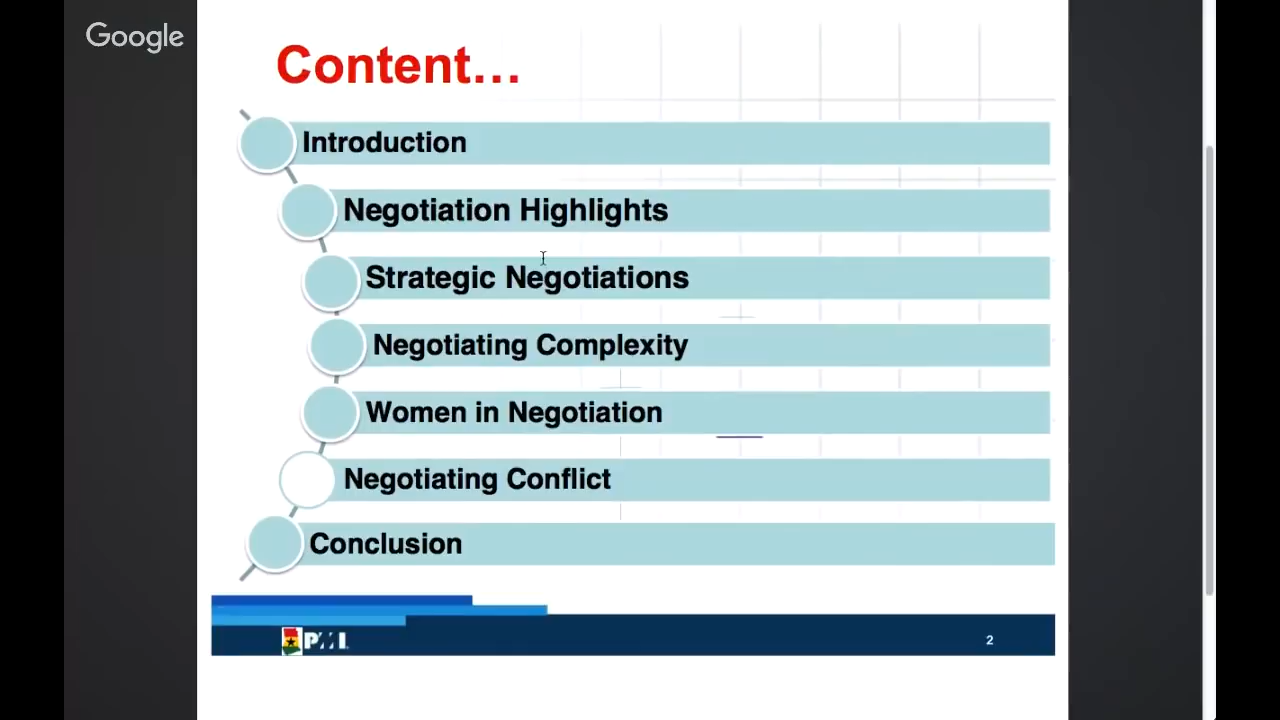 Google
Content...
Introduction
Negotiation Highlights
Strategic Negotiations
Negotiating Complexity
Women in Negotiation
Negotiating Conflict
Conclusion
PMI
2